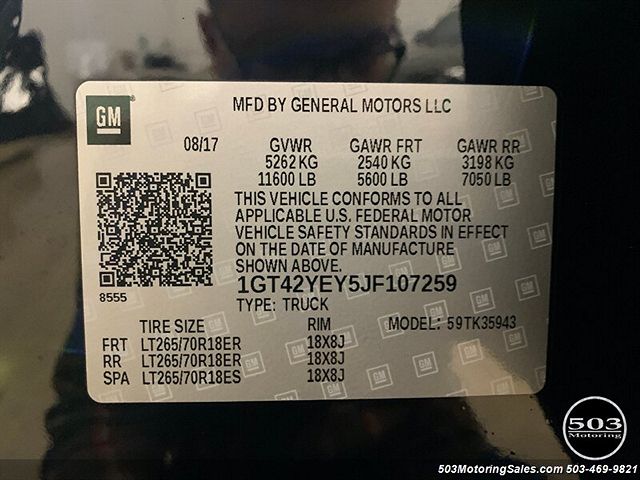 GM
MFD BY GENERAL MOTORS LLC
08/17
GVWR GAWR FRT GAWR RR
5262 KG 2540 KG 3198 KG
11600 LB 5600 LB 7050 LB
THIS VEHICLE CONFORMS TO ALL
APPLICABLE U.S. FEDERAL MOTOR
VEHICLE SAFETY STANDARDS IN EFFECT
ON THE DATE OF MANUFACTURE
SHOWN ABOVE.
8555
1GT42YEY5JF107259
TYPE: TRUCK
TIRE SIZE RIM MODEL: 59TK35943
FRT LT265/70R18ER 18X8J
RR LT265/70R18ER 18X8J
SPA LT265/70R18ES 18X8J
503
Motoring
503MotoringSales.com 503-469-9821